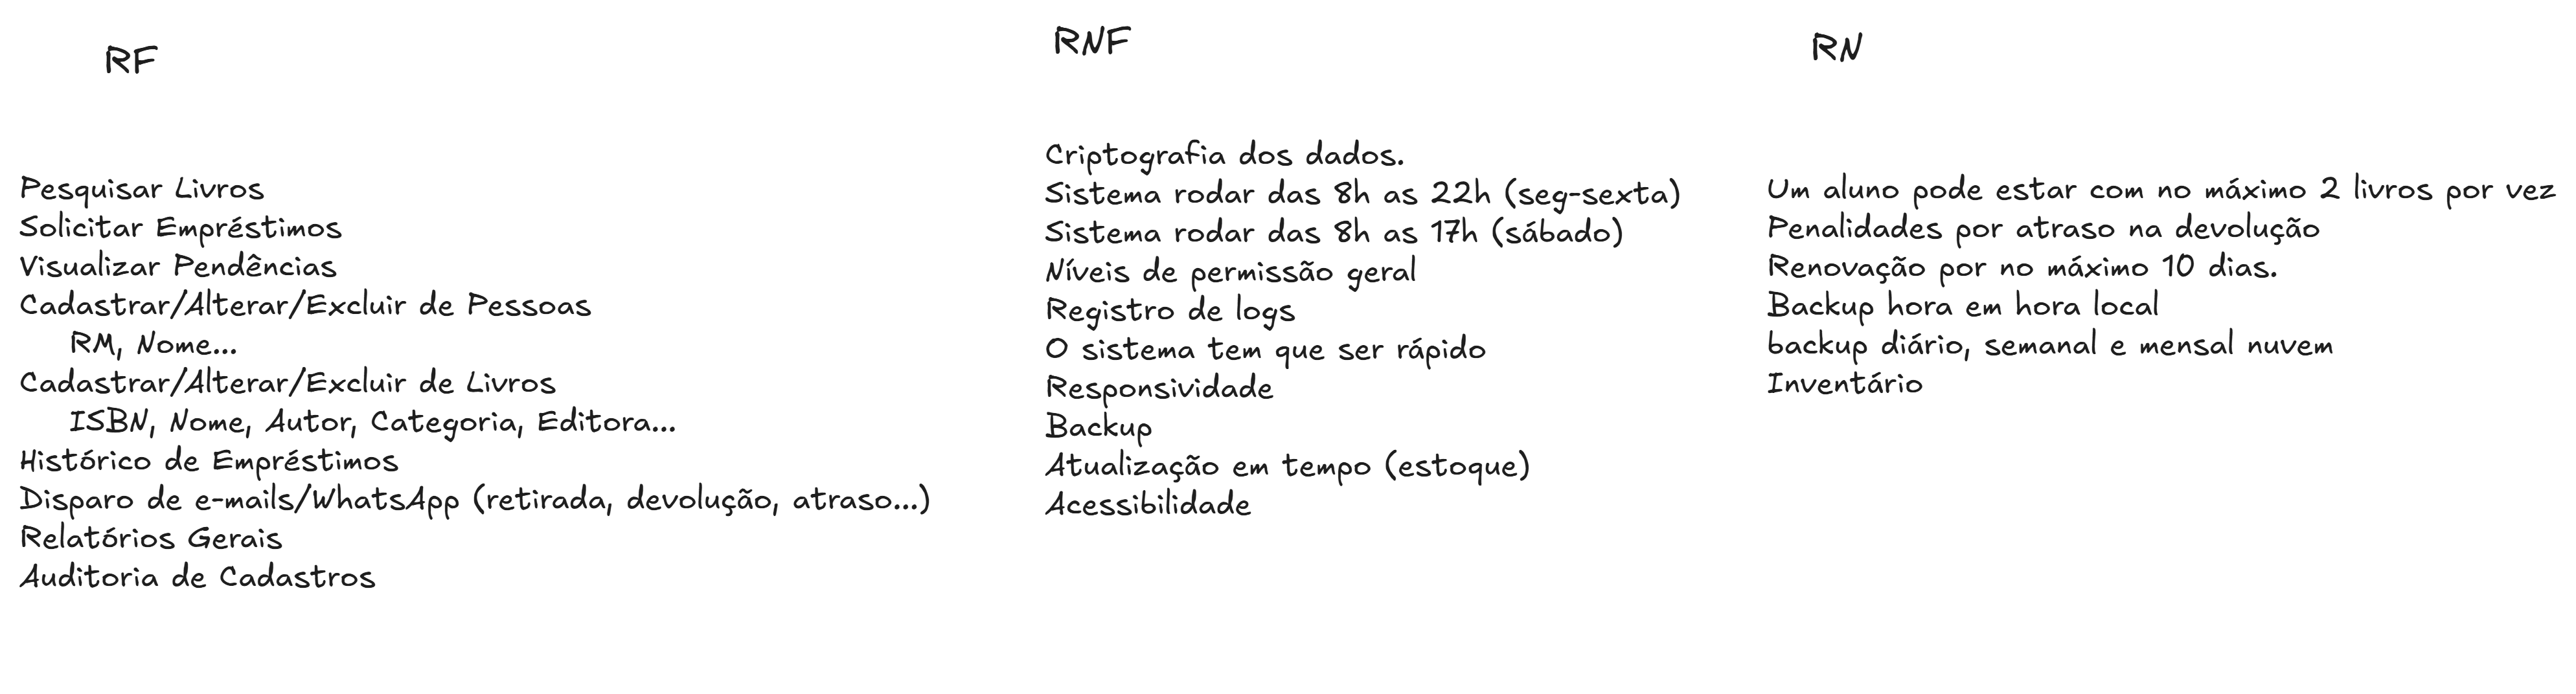 RF
Pesquisar Livros
Solicitar Empréstimos
Visualizar Pendências
Cadastrar/Alterar/Excluir de Pessoas
RM, Nome...
Cadastrar/Alterar/Excluir de Livros
ISBN, Nome, Autor, Categoria, Editora...
Histórico de Empréstimos
Disparo de e-mails/WhatsApp (retirada, devolução, atraso...)
Relatórios Gerais
Auditoria de Cadastros
RNF
Criptografia dos dados.
Sistema rodar das 8h as 22h (seg-sexta)
Sistema rodar das 8h as 17h (sábado)
Níveis de permissão geral
Registro de logs
O sistema tem que ser rápido
Responsividade
Backup
Atualização em tempo (estoque)
Acessibilidade
RN
Um aluno pode estar com no máximo 2 livros por vez
Penalidades por atraso na devolução
Renovação por no máximo 10 dias.
Backup hora em hora local
backup diário, semanal e mensal nuvem
Inventário